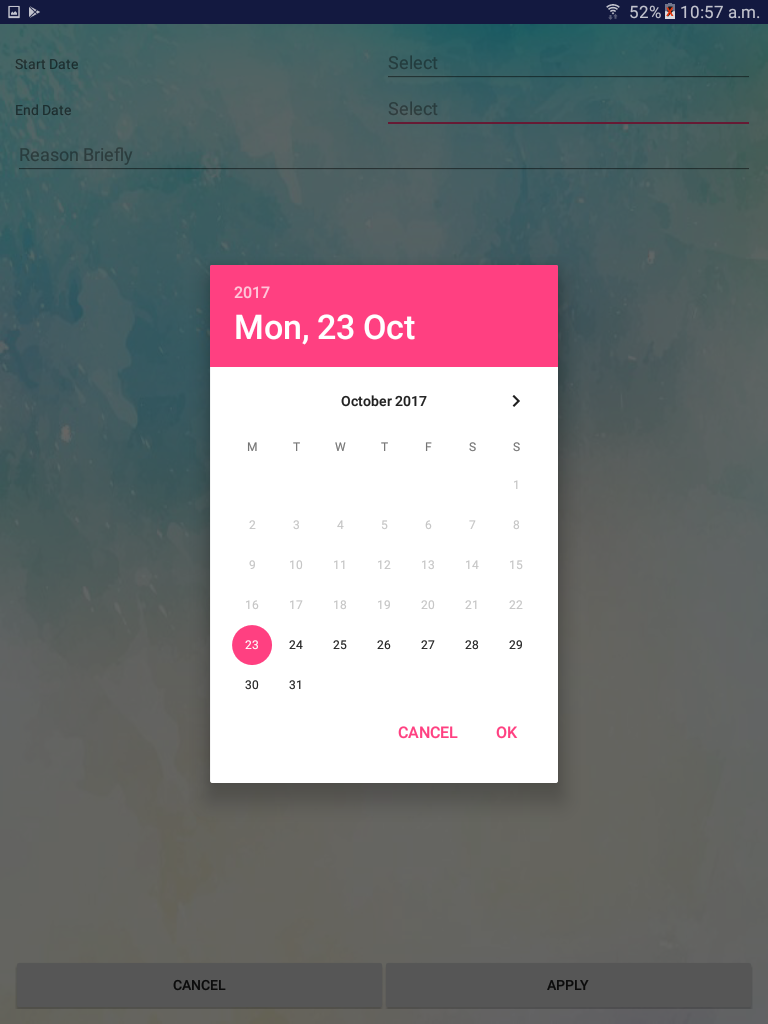 52% 10:57 a.m.
Start Date Select
End Date Select
Reason Briefly
2017
Mon, 23 Oct
October 2017
M T W T F S S
1
2 3 4 5 6 7 8
9 10 11 12 13 14 15
16 17 18 19 20 21 22
23 24 25 26 27 28 29
30 31
CANCEL OK
CANCEL APPLY